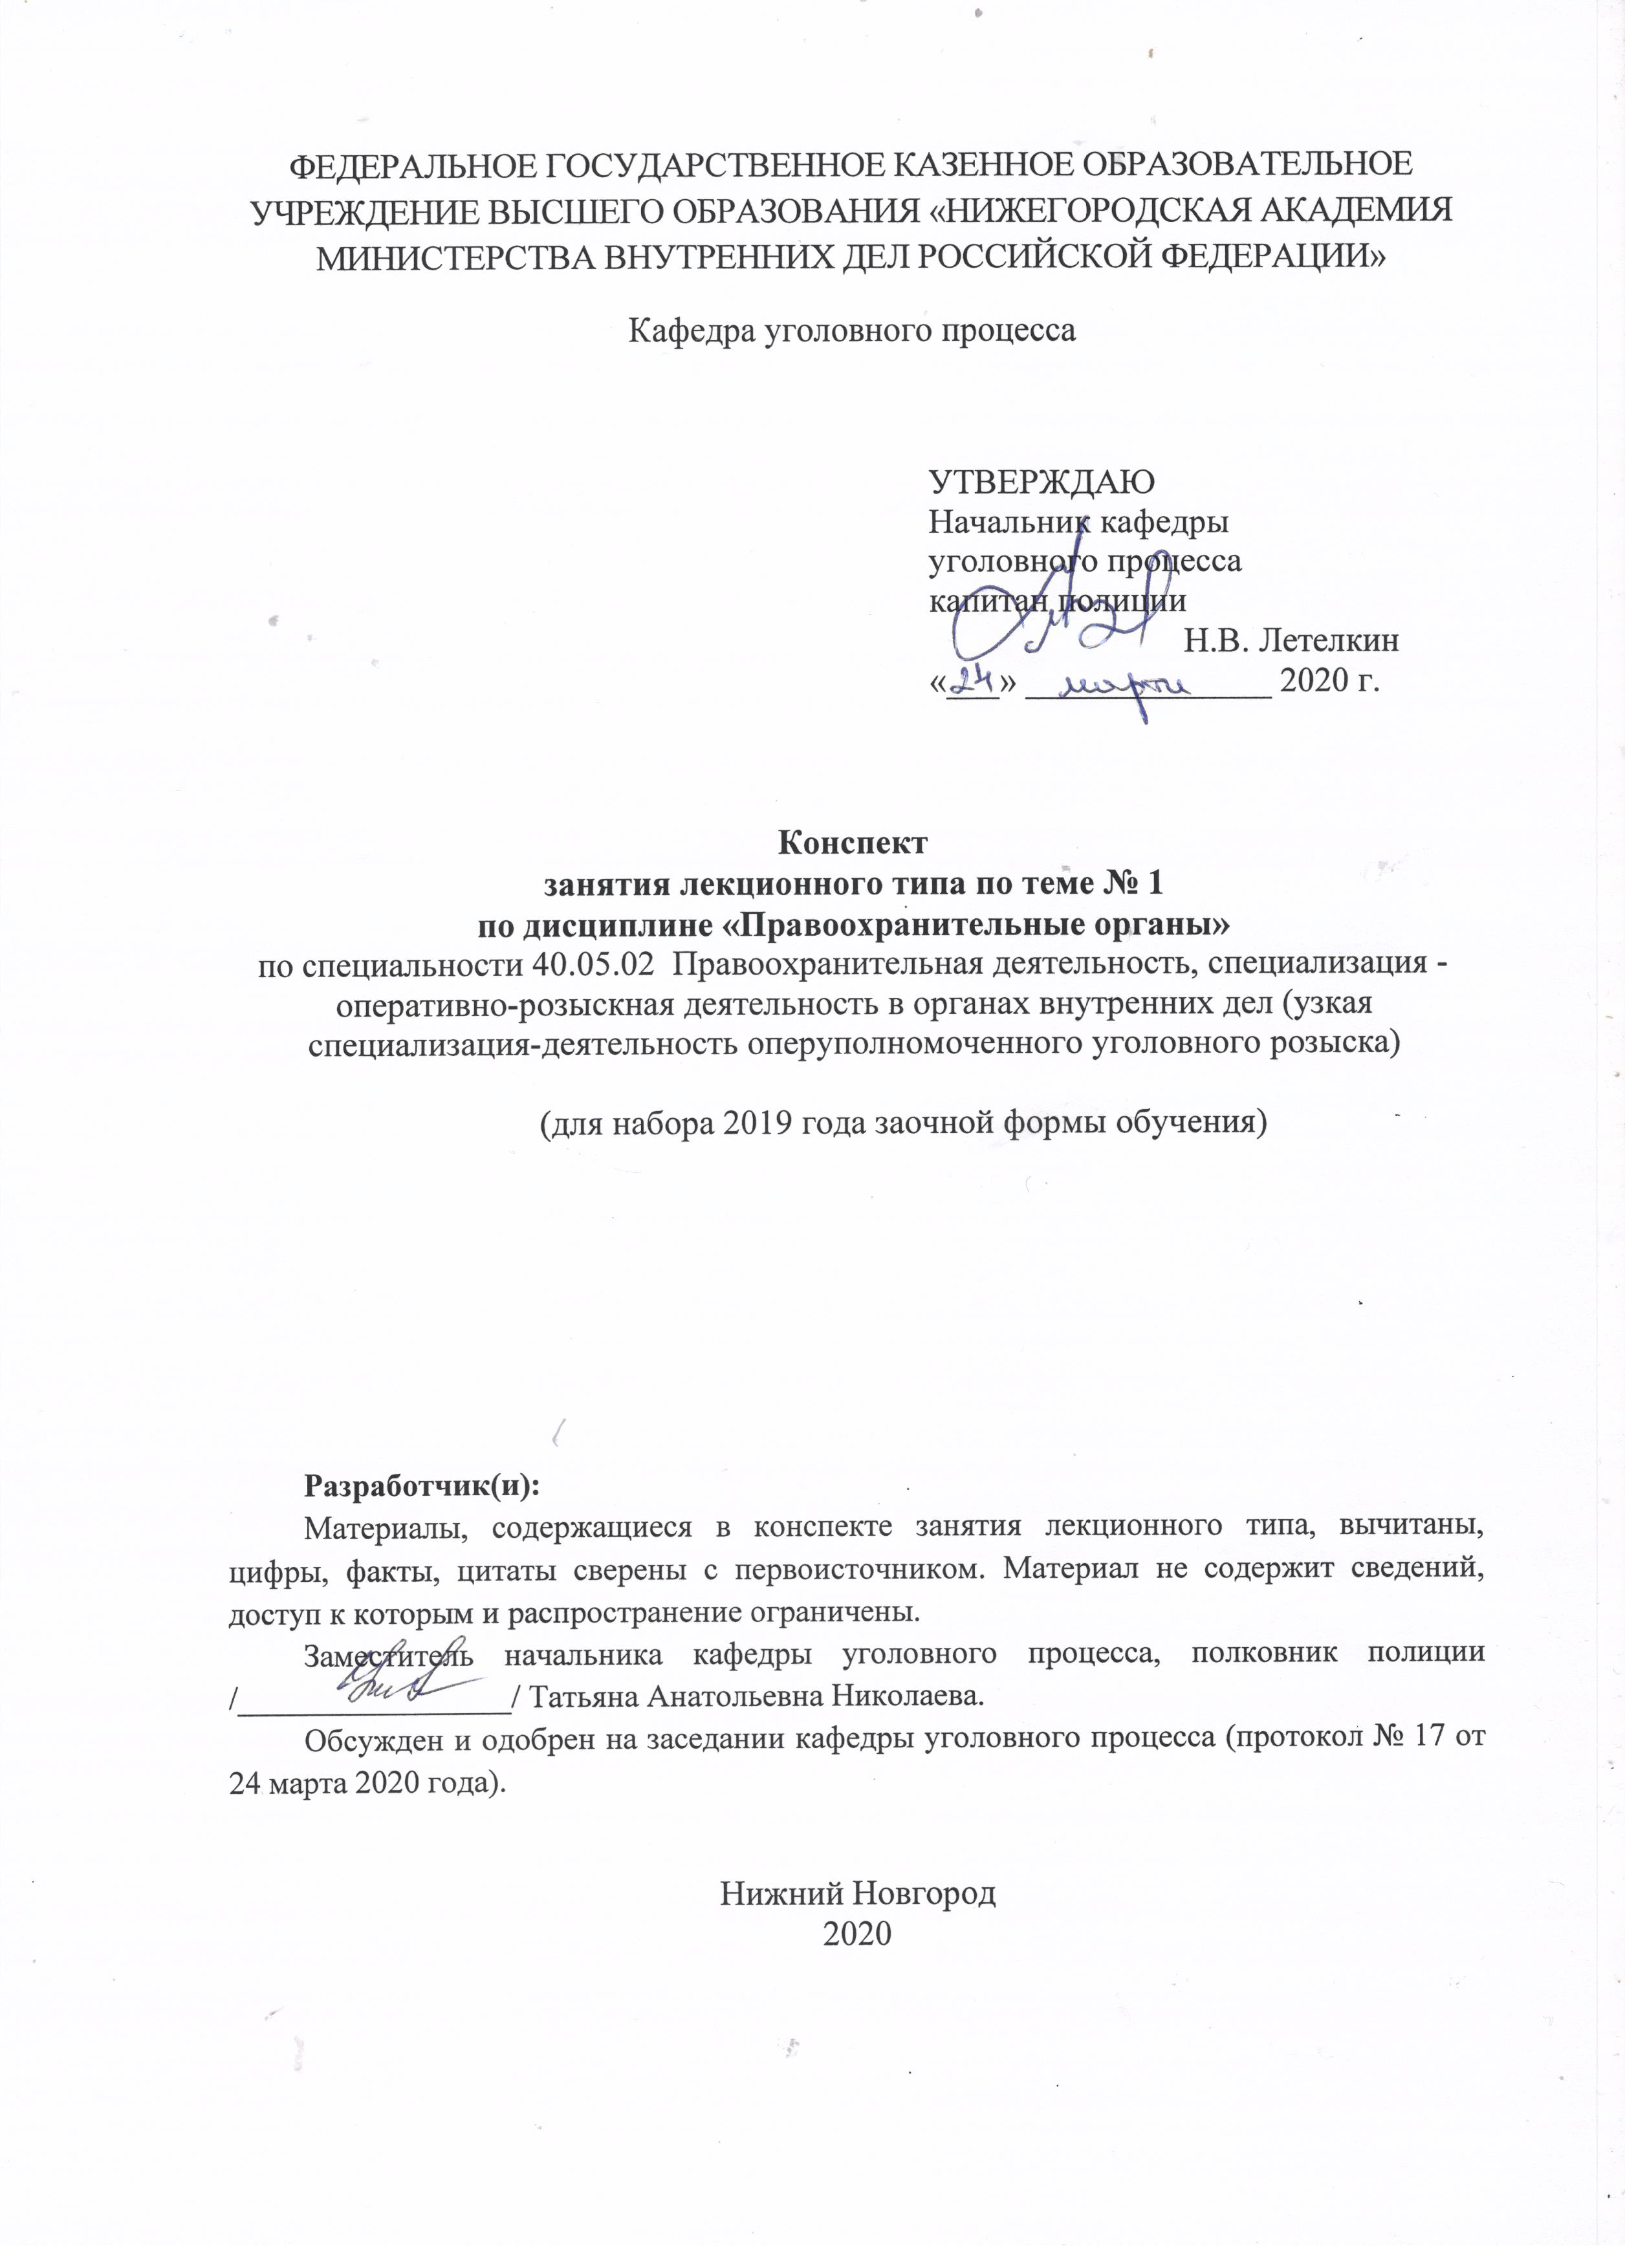 ФЕДЕРАЛЬНОЕ ГОСУДАРСТВЕННОЕ КАЗЕННОЕ ОБРАЗОВАТЕЛЬНОЕ
УЧРЕЖДЕНИЕ ВЫСШЕГО ОБРАЗОВАНИЯ «НИЖЕГОРОДСКАЯ АКАДЕМИЯ
МИНИСТЕРСТВА ВНУТРЕННИХ ДЕЛ РОССИЙСКОЙ ФЕДЕРАЦИИ»
Кафедра уголовного процесса
УТВЕРЖДАЮ
Начальник кафедры
уголовного процесса
капитан полиции
Н.В. Летелкин
«24» марта 2020 г.
Конспект
занятия лекционного типа по теме № 1
по дисциплине «Правоохранительные органы»
по специальности 40.05.02 Правоохранительная деятельность, специализация -
оперативно-розыскная деятельность в органах внутренних дел (узкая
специализация-деятельность оперуполномоченного уголовного розыска)
(для набора 2019 года заочной формы обучения)
Разработчик(и):
Материалы, содержащиеся в конспекте занятия лекционного типа, вычитаны,
цифры, факты, цитаты сверены с первоисточником. Материал не содержит сведений,
доступ к которым и распространение ограничены.
Заместитель начальника кафедры уголовного процесса, полковник полиции
/_________________/ Татьяна Анатольевна Николаева.
Обсужден и одобрен на заседании кафедры уголовного процесса (протокол № 17 от
24 марта 2020 года).
Нижний Новгород
2020